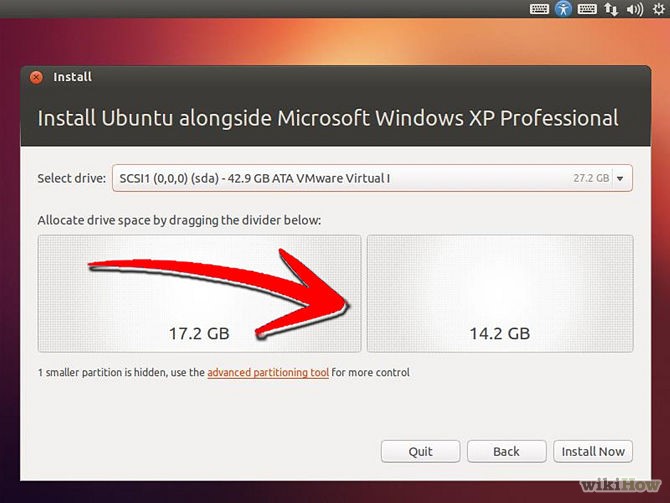 Install
Install Ubuntu alongside Microsoft Windows XP Professional
Select drive: SCSI1 (0,0,0) (sda) - 42.9 GB ATA VMware Virtual I 27.2 GB
Allocate drive space by dragging the divider below:
17.2 GB 14.2 GB
1 smaller partition is hidden, use the advanced partitioning tool for more control
Quit Back Install Now
wikiHow